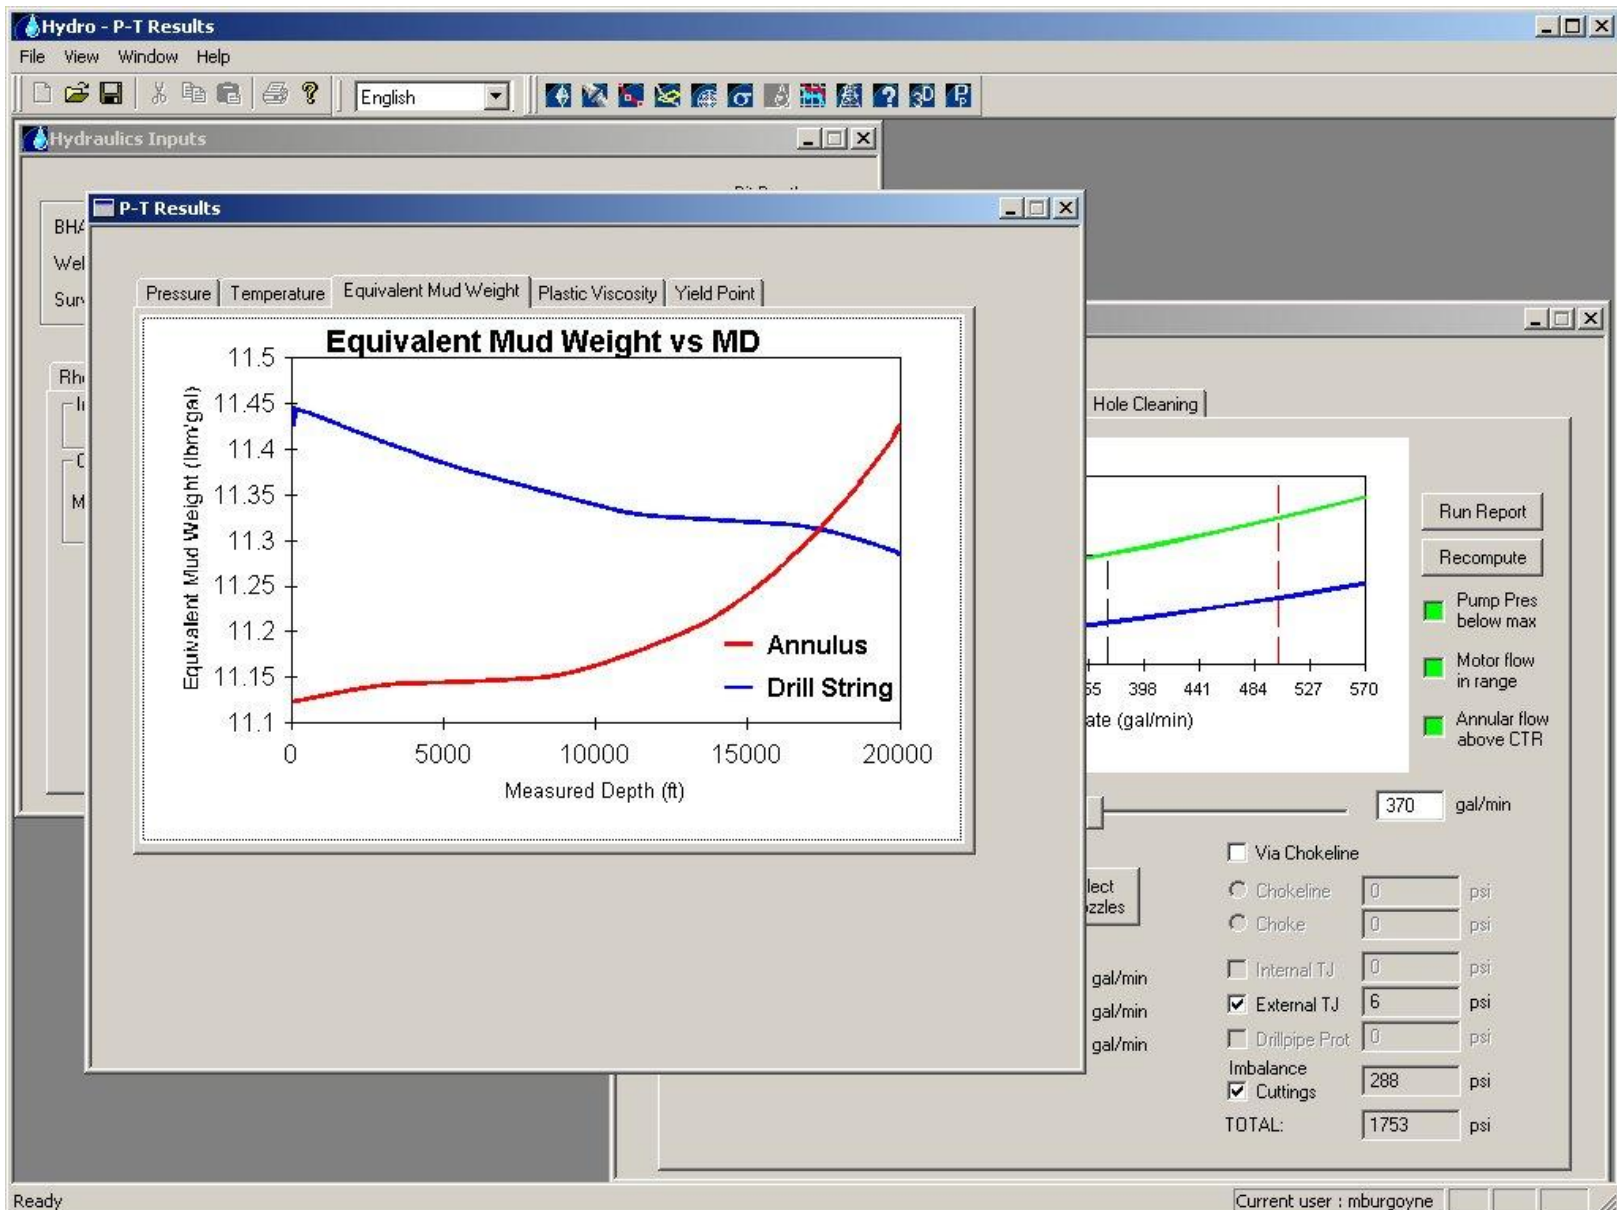 Hydro - P-T Results
File View Window Help
English
Hydraulics Inputs
P-T Results
Pressure Temperature Equivalent Mud Weight Plastic Viscosity Yield Point
Equivalent Mud Weight vs MD
Equivalent Mud Weight (lbm/gal)
11.5
11.45
11.4
11.35
11.3
11.25
11.2
11.15
11.1
Annulus
Drill String
0 5000 10000 15000 20000
Measured Depth (ft)
Hole Cleaning
398 441 484 527 570
(gal/min)
Run Report
Recompute
Pump Pres
below max
Motor flow
in range
Annular flow
above CTR
370 gal/min
Via Chokeline
Chokeline 0 psi
Choke 0 psi
gal/min Internal TJ 0 psi
gal/min External TJ 6 psi
gal/min Drillpipe Prot 0 psi
Imbalance
Cuttings 288 psi
TOTAL: 1753 psi
Ready Current user : mburgoyne